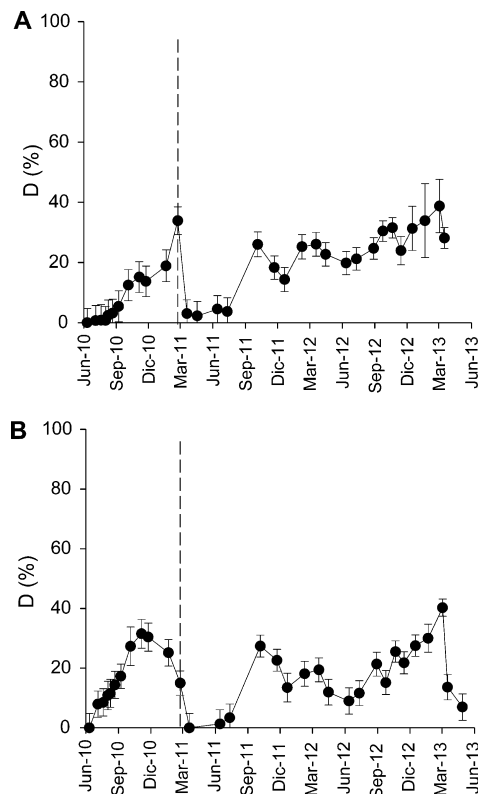 A
100
80
60
40
20
0
D (%)
Jun-10
Sep-10
Dic-10
Mar-11
Jun-11
Sep-11
Dic-11
Mar-12
Jun-12
Sep-12
Dic-12
Mar-13
Jun-13
B
100
80
60
40
20
0
D (%)
Jun-10
Sep-10
Dic-10
Mar-11
Jun-11
Sep-11
Dic-11
Mar-12
Jun-12
Sep-12
Dic-12
Mar-13
Jun-13